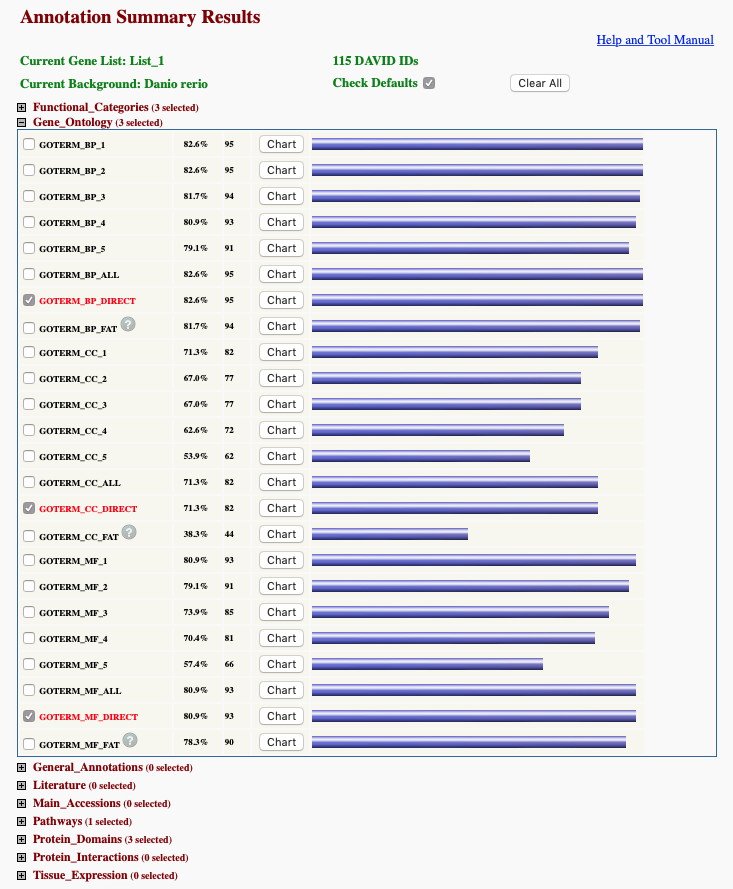 Annotation Summary Results
Help and Tool Manual
Current Gene List: List_1 115 DAVID IDs
Current Background: Danio rerio Check Defaults Clear All
Functional_Categories (3 selected)
Gene_Ontology (3 selected)
GOTERM_BP_1 82.6% 95 Chart
GOTERM_BP_2 82.6% 95 Chart
GOTERM_BP_3 81.7% 94 Chart
GOTERM_BP_4 80.9% 93 Chart
GOTERM_BP_5 79.1% 91 Chart
GOTERM_BP_ALL 82.6% 95 Chart
GOTERM_BP_DIRECT 82.6% 95 Chart
GOTERM_BP_FAT ? 81.7% 94 Chart
GOTERM_CC_1 71.3% 82 Chart
GOTERM_CC_2 67.0% 77 Chart
GOTERM_CC_3 67.0% 77 Chart
GOTERM_CC_4 62.6% 72 Chart
GOTERM_CC_5 53.9% 62 Chart
GOTERM_CC_ALL 71.3% 82 Chart
GOTERM_CC_DIRECT 71.3% 82 Chart
GOTERM_CC_FAT ? 38.3% 44 Chart
GOTERM_MF_1 80.9% 93 Chart
GOTERM_MF_2 79.1% 91 Chart
GOTERM_MF_3 73.9% 85 Chart
GOTERM_MF_4 70.4% 81 Chart
GOTERM_MF_5 57.4% 66 Chart
GOTERM_MF_ALL 80.9% 93 Chart
GOTERM_MF_DIRECT 80.9% 93 Chart
GOTERM_MF_FAT ? 78.3% 90 Chart
General_Annotations (0 selected)
Literature (0 selected)
Main_Accessions (0 selected)
Pathways (1 selected)
Protein_Domains (3 selected)
Protein_Interactions (0 selected)
Tissue_Expression (0 selected)